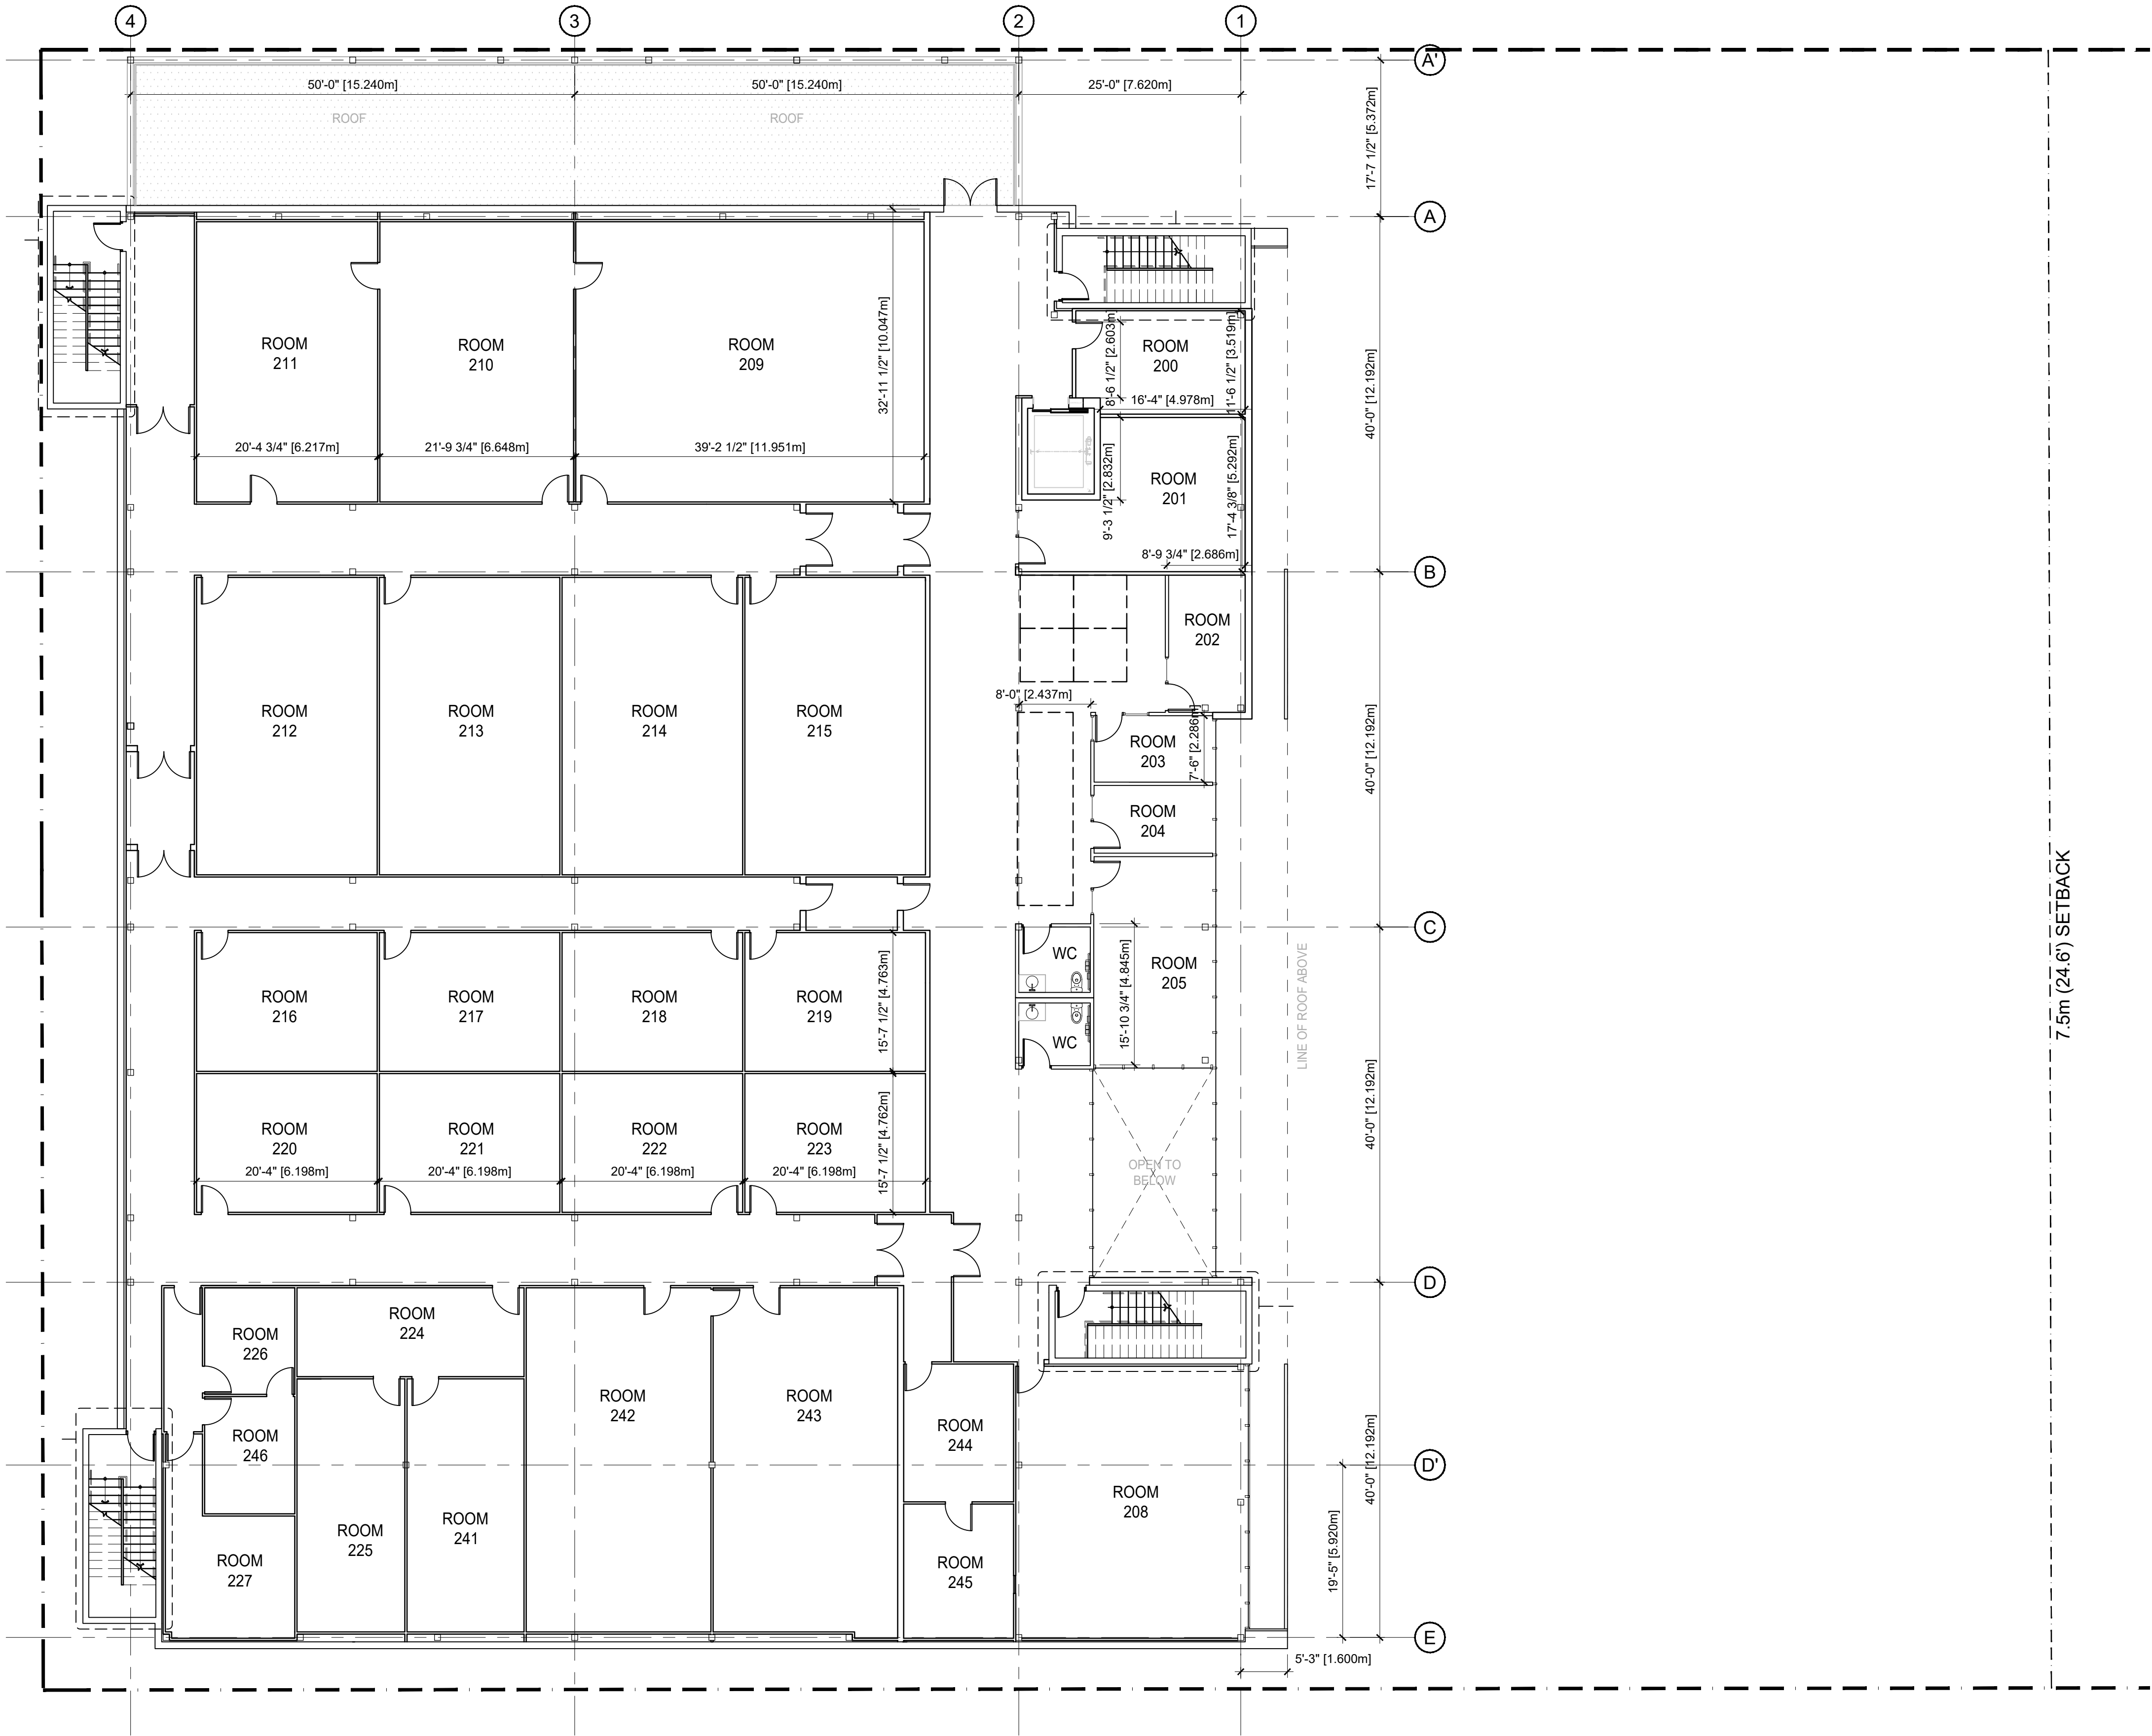 4
3
2
1
A'
50'-0" [15.240m]
50'-0" [15.240m]
25'-0" [7.620m]
17'-7 1/2" [5.372m]
ROOF
ROOF
A
ROOM
211
ROOM
210
ROOM
209
32'-11 1/2" [10.047m]
8'-6 1/2" [2.603m]
ROOM
200
11'-6 1/2" [3.519m]
16'-4" [4.978m]
40'-0" [12.192m]
20'-4 3/4" [6.217m]
21'-9 3/4" [6.648m]
39'-2 1/2" [11.951m]
9'-3 1/2" [2.832m]
ROOM
201
17'-4 3/8" [5.292m]
8'-9 3/4" [2.686m]
B
ROOM
202
8'-0" [2.437m]
ROOM
212
ROOM
213
ROOM
214
ROOM
215
ROOM
203
7'-6" [2.286m]
40'-0" [12.192m]
ROOM
204
C
WC
ROOM
205
15'-10 3/4" [4.845m]
LINE OF ROOF ABOVE
7.5m (24.6') SETBACK
ROOM
216
ROOM
217
ROOM
218
ROOM
219
15'-7 1/2" [4.763m]
WC
40'-0" [12.192m]
ROOM
220
ROOM
221
ROOM
222
ROOM
223
15'-7 1/2" [4.762m]
20'-4" [6.198m]
20'-4" [6.198m]
20'-4" [6.198m]
20'-4" [6.198m]
OPEN TO
BELOW
D
ROOM
226
ROOM
224
ROOM
242
ROOM
243
ROOM
246
ROOM
244
40'-0" [12.192m]
D'
ROOM
208
ROOM
225
ROOM
241
ROOM
227
ROOM
245
19'-5" [5.920m]
E
5'-3" [1.600m]